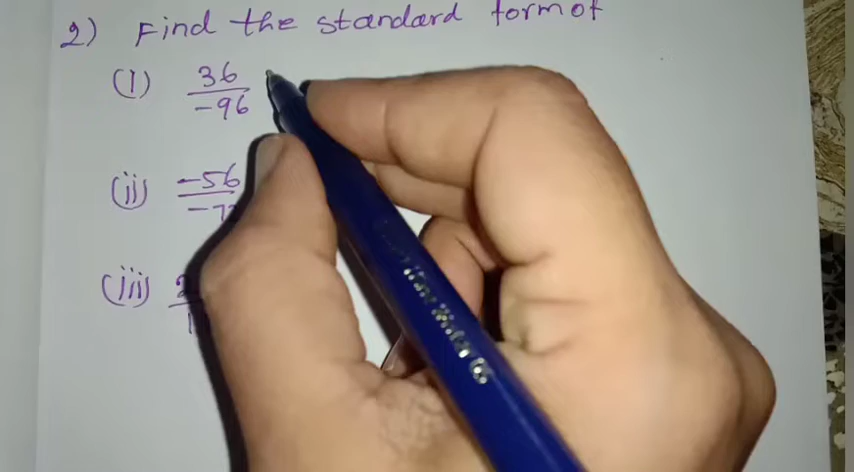 2) Find the standard form of
(i) 36
-96
(ii) -56
(iii)